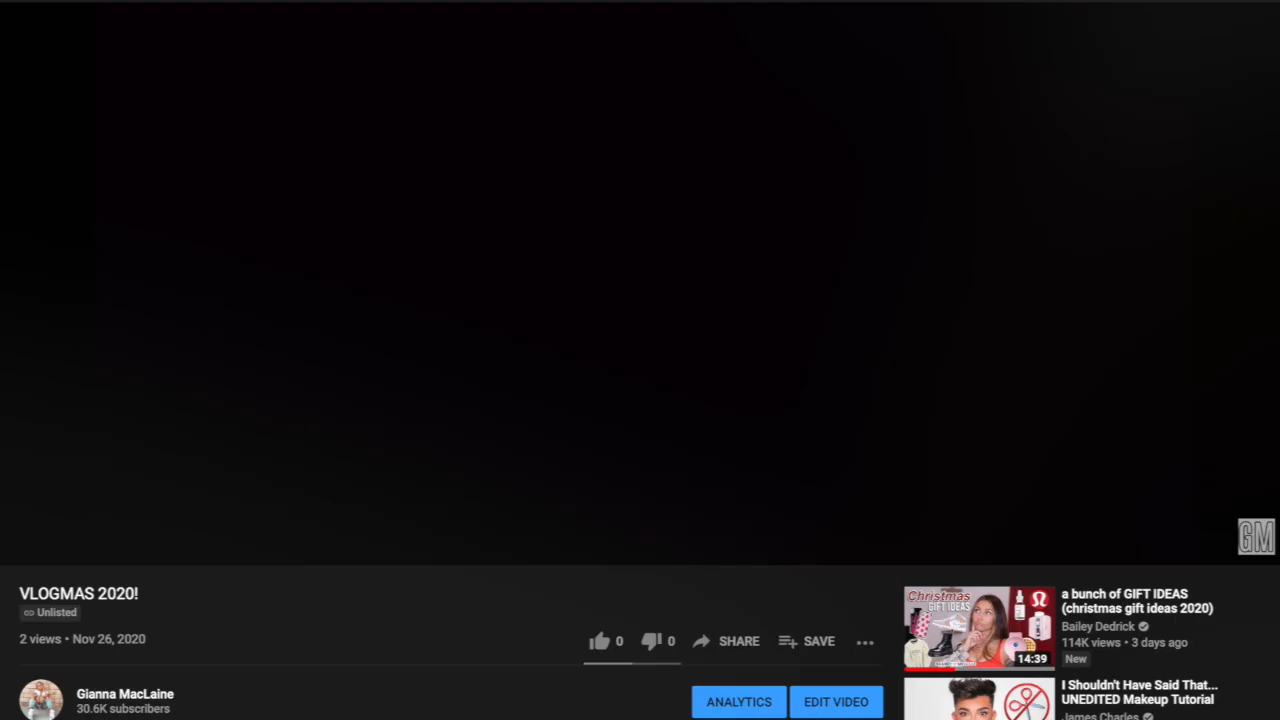 GM
VLOGMAS 2020!
Unlisted
2 views • Nov 26, 2020
0
0
SHARE
SAVE
Gianna MacLaine
30.6K subscribers
ANALYTICS
EDIT VIDEO
Christmas
GIFT IDEAS
14:39
a bunch of GIFT IDEAS
(christmas gift ideas 2020)
Bailey Dedrick
114K views • 3 days ago
New
I Shouldn't Have Said That...
UNEDITED Makeup Tutorial
James Charles